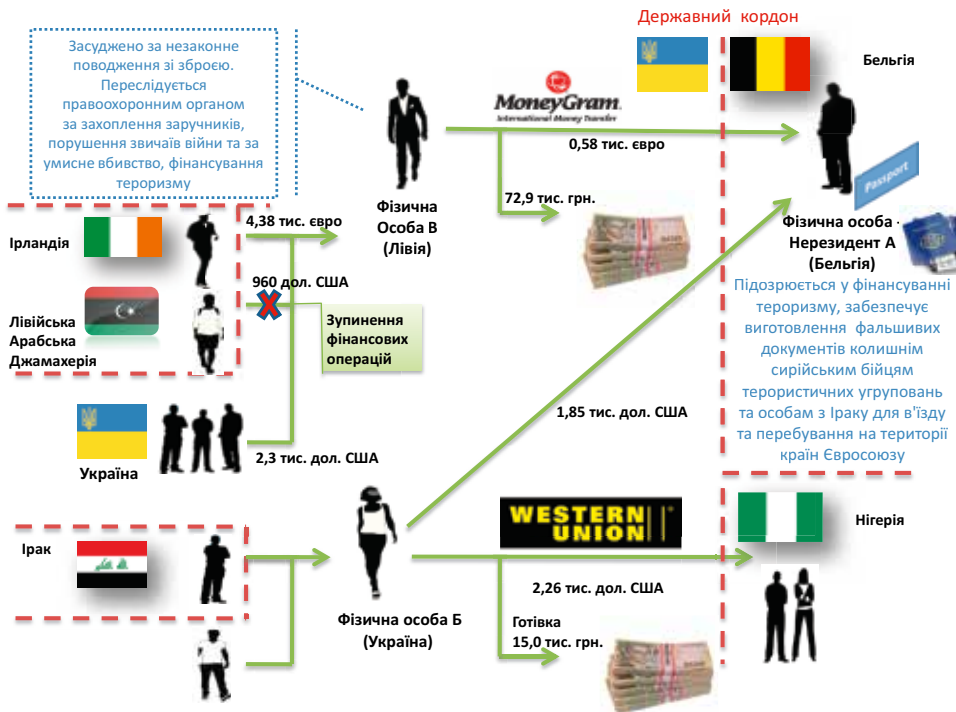 Державний кордон
Засуджено за незаконне
поводження зі зброєю.
Переслідується
правоохоронним органом
за захоплення заручників,
порушення звичаїв війни та за
умисне вбивство, фінансування
тероризму
MoneyGram
International Money Transfer
Бельгія
0,58 тис. євро
Passport
72,9 тис. грн.
4,38 тис. євро
Фізична
Особа В
(Лівія)
Ірландія
Фізична особа -
Нерезидент А
(Бельгія)
960 дол. США
Підозрюється у фінансуванні
тероризму, забезпечує
виготовлення фальшивих
документів колишнім
сирійським бійцям
терористичних угруповань
та особам з Іраку для в'їзду
та перебування на території
країн Євросоюзу
Лівійська
Арабська
Джамахерія
Зупинення
фінансових
операцій
1,85 тис. дол. США
Україна
2,3 тис. дол. США
WESTERN
UNION
Нігерія
Ірак
2,26 тис. дол. США
Фізична особа Б
(Україна)
Готівка
15,0 тис. грн.